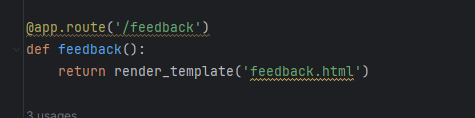 @app.route('/feedback')
def feedback():
    return render_template('feedback.html')
3 usages